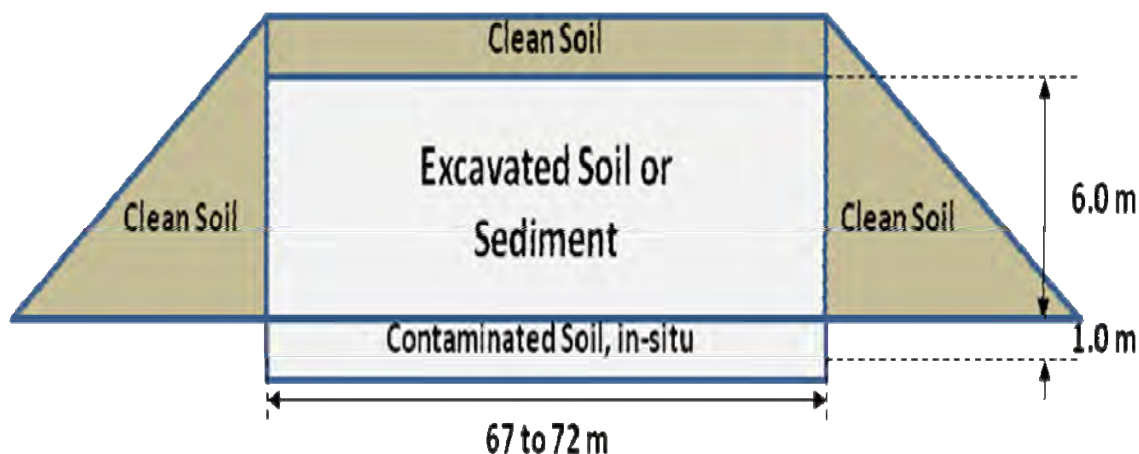 Clean Soil
Excavated Soil or
Sediment
6.0 m
Clean Soil
Clean Soil
Contaminated Soil, in-situ
1.0 m
67 to 72 m